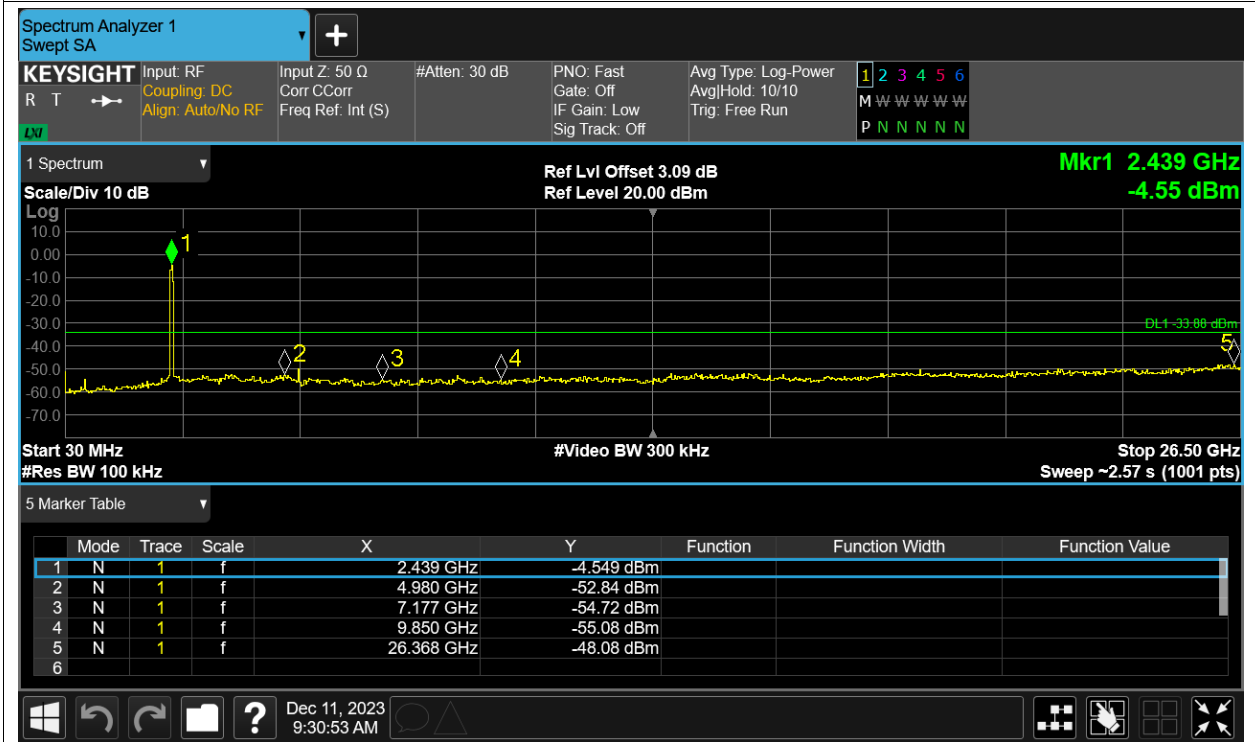 Spectrum Analyzer 1
Swept SA
+
KEYSIGHT Input: RF Input Z: 50 Ω #Atten: 30 dB PNO: Fast Avg Type: Log-Power 1 2 3 4 5 6
R T Coupling: DC Corr CCorr Gate: Off Avg|Hold: 10/10 M W W W W W
Align: Auto/No RF Freq Ref: Int (S) IF Gain: Low Trig: Free Run
LXI Sig Track: Off P N N N N N
1 Spectrum Ref Lvl Offset 3.09 dB Mkr1 2.439 GHz
Scale/Div 10 dB Ref Level 20.00 dBm -4.55 dBm
Log
10.0
1
0.00
-10.0
-20.0
-30.0
DL1 -33.88 dBm
-40.0
2 3 4 5
-50.0
-60.0
-70.0
Start 30 MHz #Video BW 300 kHz Stop 26.50 GHz
#Res BW 100 kHz Sweep ~2.57 s (1001 pts)
5 Marker Table
Mode Trace Scale X Y Function Function Width Function Value
1 N 1 f 2.439 GHz -4.549 dBm
2 N 1 f 4.980 GHz -52.84 dBm
3 N 1 f 7.177 GHz -54.72 dBm
4 N 1 f 9.850 GHz -55.08 dBm
5 N 1 f 26.368 GHz -48.08 dBm
6
? Dec 11, 2023
9:30:53 AM